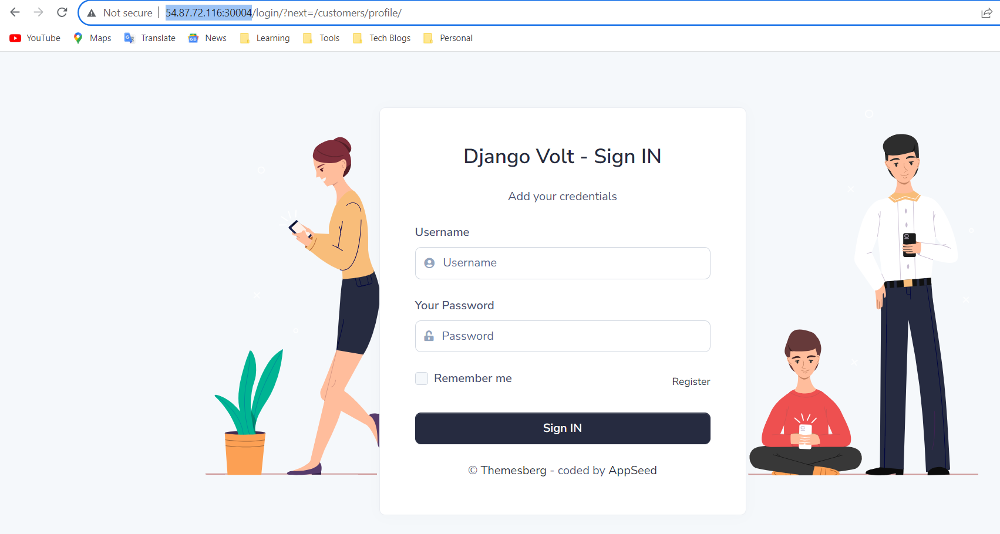 Not secure | 54.87.72.116:30004/login/?next=/customers/profile/
YouTube Maps Translate News Learning Tools Tech Blogs Personal
Django Volt - Sign IN
Add your credentials
Username
Username
Your Password
Password
Remember me
Register
Sign IN
© Themesberg - coded by AppSeed